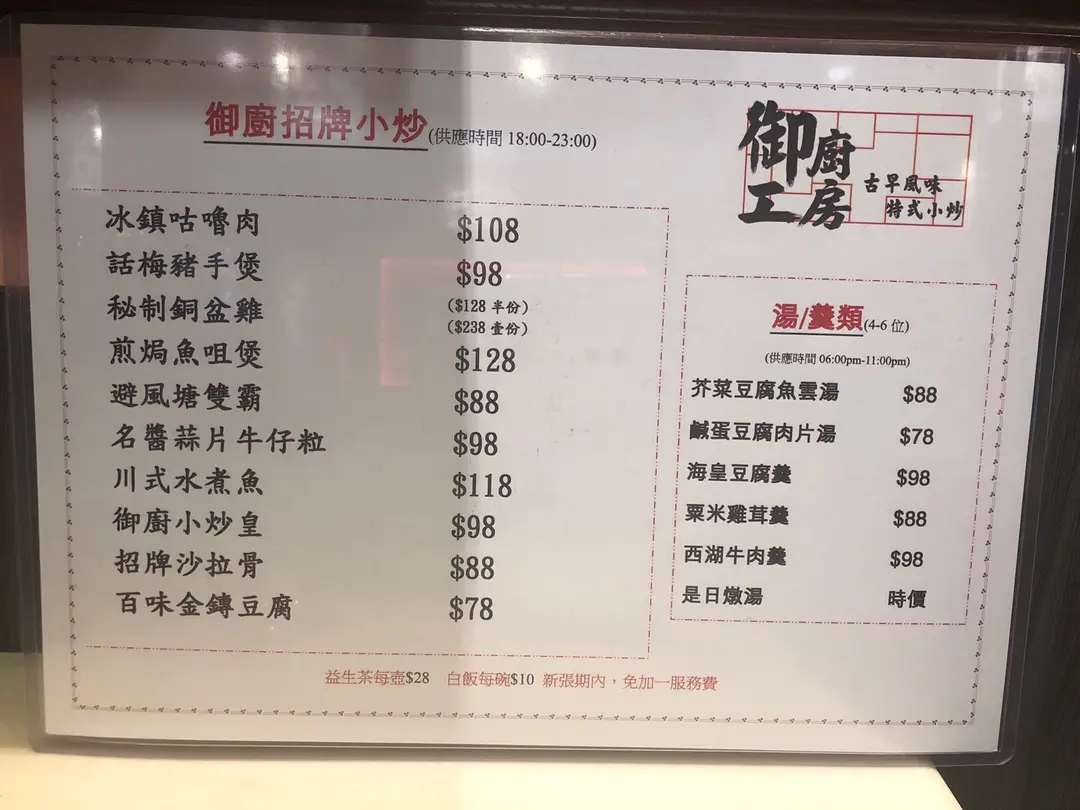 御廚招牌小炒(供應時間 18:00-23:00)
冰鎮咕嚕肉 $108
話梅豬手煲 $98
秘制銅盆雞 ($128 半份)
($238 壹份)
煎焗魚咀煲 $128
避風塘雙霸 $88
名醬蒜片牛仔粒 $98
川式水煮魚 $118
御廚小炒皇 $98
招牌沙拉骨 $88
百味金鏄豆腐 $78
御廚
工房
古早風味
特式小炒
湯/羹類(4-6 位)
(供應時間 06:00pm-11:00pm)
芥菜豆腐魚雲湯 $88
鹹蛋豆腐肉片湯 $78
海皇豆腐羹 $98
粟米雞茸羹 $88
西湖牛肉羹 $98
是日燉湯 時價
益生茶每壺$28 白飯每碗$10 新張期內，免加一服務費